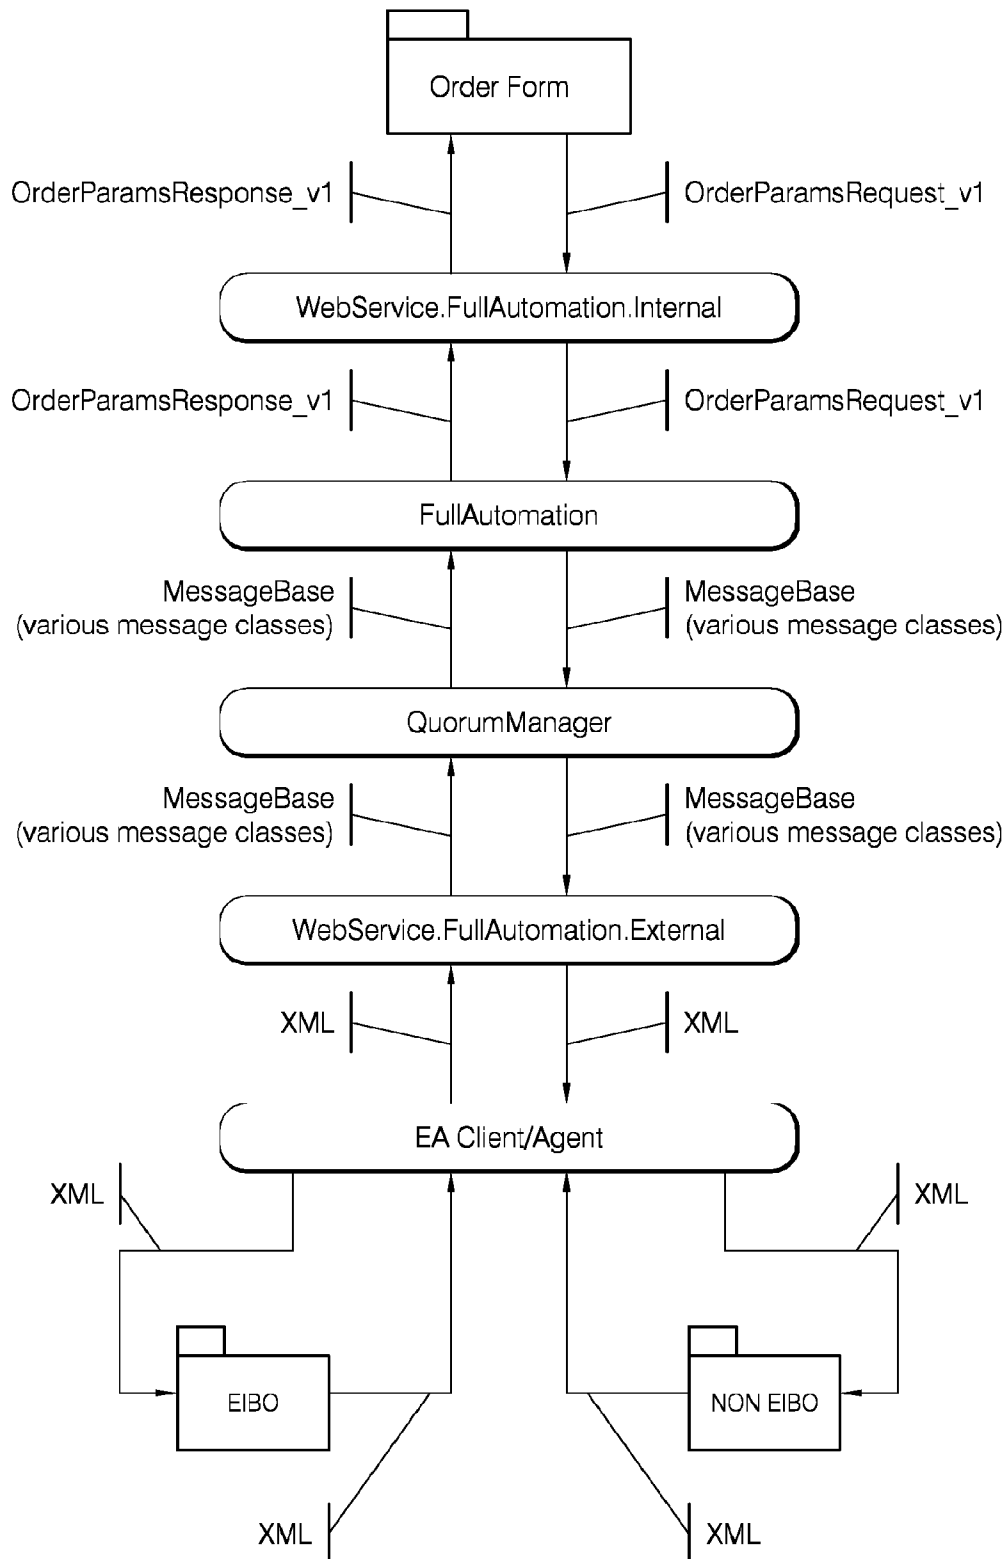 Order Form
OrderParamsResponse_v1
OrderParamsRequest_v1
WebService.FullAutomation.Internal
OrderParamsResponse_v1
OrderParamsRequest_v1
FullAutomation
MessageBase
(various message classes)
MessageBase
(various message classes)
QuorumManager
MessageBase
(various message classes)
MessageBase
(various message classes)
WebService.FullAutomation.External
XML
XML
EA Client/Agent
XML
XML
EIBO
NON EIBO
XML
XML